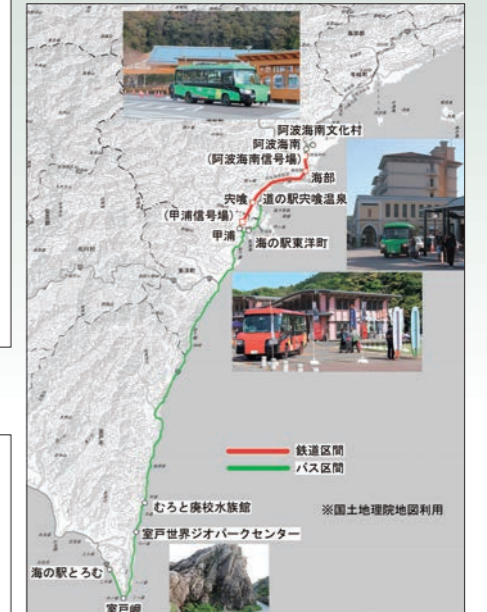 阿波海南文化村
阿波海南
(阿波海南信号場)
海部
宍喰
道の駅宍喰温泉
(甲浦信号場)
甲浦
海の駅東洋町
鉄道区間
バス区間
むろと廃校水族館
※国土地理院地図利用
室戸世界ジオパークセンター
海の駅とろむ
室戸岬